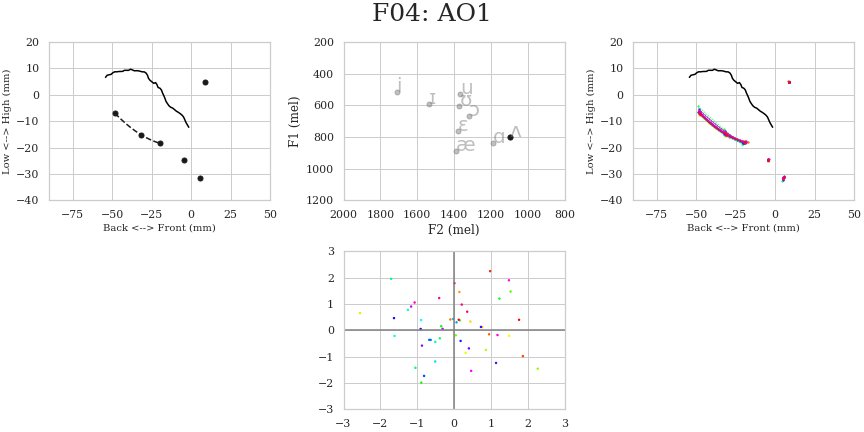 F04: AO1
20
10
0
−10
−20
−30
−40
−75 −50 −25 0 25 50
Low <--> High (mm)
Back <--> Front (mm)
200
400
600
800
1000
1200
2000 1800 1600 1400 1200 1000 800
F1 (mel)
F2 (mel)
i
ɪ
ʊ
ʊ
ɔ
ɛ
æ
ɑ
ʌ
20
10
0
−10
−20
−30
−40
−75 −50 −25 0 25 50
Low <--> High (mm)
Back <--> Front (mm)
3
2
1
0
−1
−2
−3
−3 −2 −1 0 1 2 3